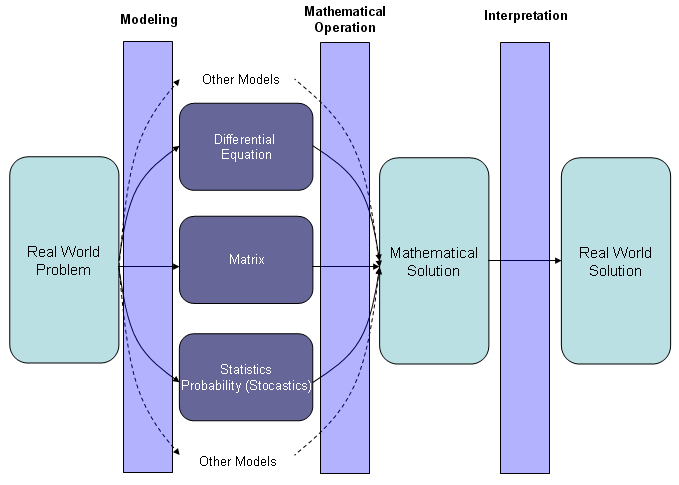 Modeling
Mathematical
Operation
Interpretation
Other Models
Differential
Equation
Real World
Problem
Matrix
Mathematical
Solution
Real World
Solution
Statistics
Probability (Stocastics)
Other Models